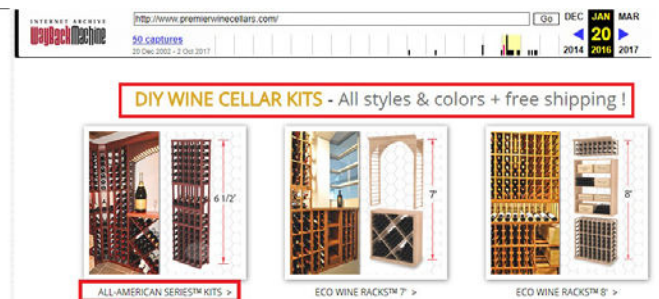 INTERNET ARCHIVE
WayBackMachine
http://www.premierwinecellars.com/
Go
DEC JAN MAR
50 captures
20
20 Dec 2002 - 2 Oct 2017
2014 2016 2017
DIY WINE CELLAR KITS - All styles & colors + free shipping !
6 1/2'
7'
8'
ALL-AMERICAN SERIES™ KITS >
ECO WINE RACKS™ 7' >
ECO WINE RACKS™ 8' >